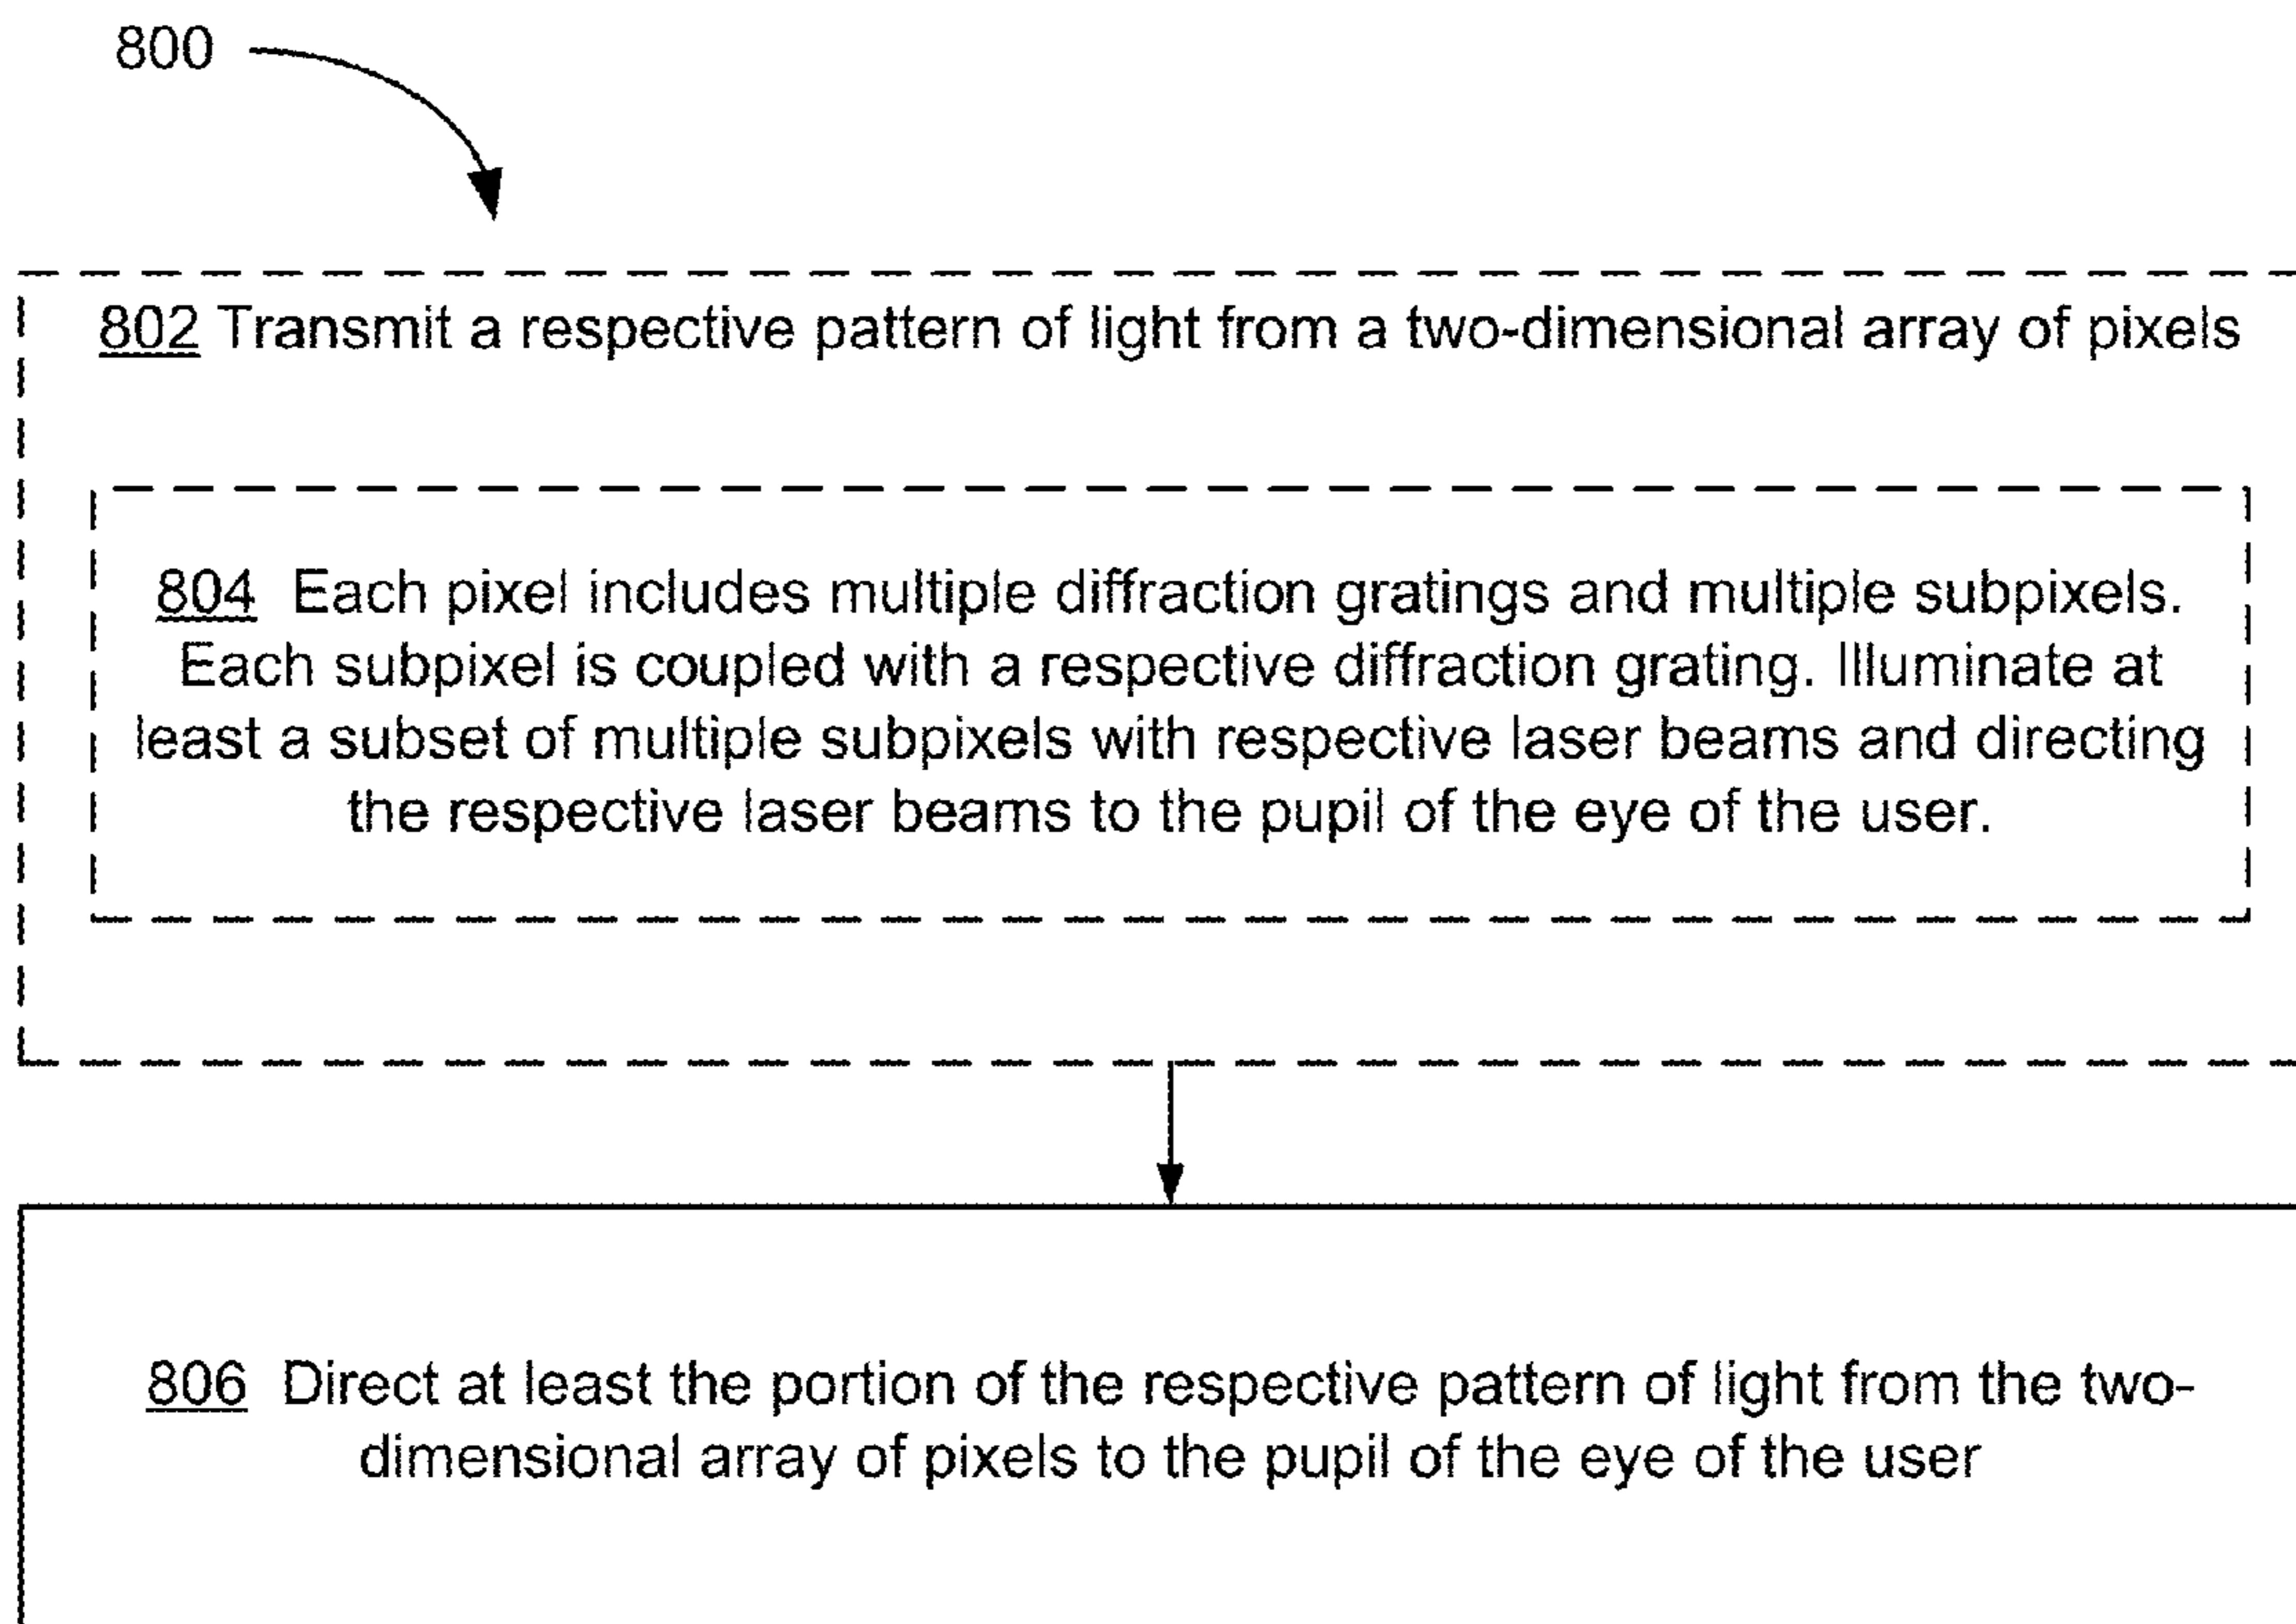 800
802 Transmit a respective pattern of light from a two-dimensional array of pixels
804 Each pixel includes multiple diffraction gratings and multiple subpixels.
Each subpixel is coupled with a respective diffraction grating. Illuminate at
least a subset of multiple subpixels with respective laser beams and directing
the respective laser beams to the pupil of the eye of the user.
806 Direct at least the portion of the respective pattern of light from the two-
dimensional array of pixels to the pupil of the eye of the user